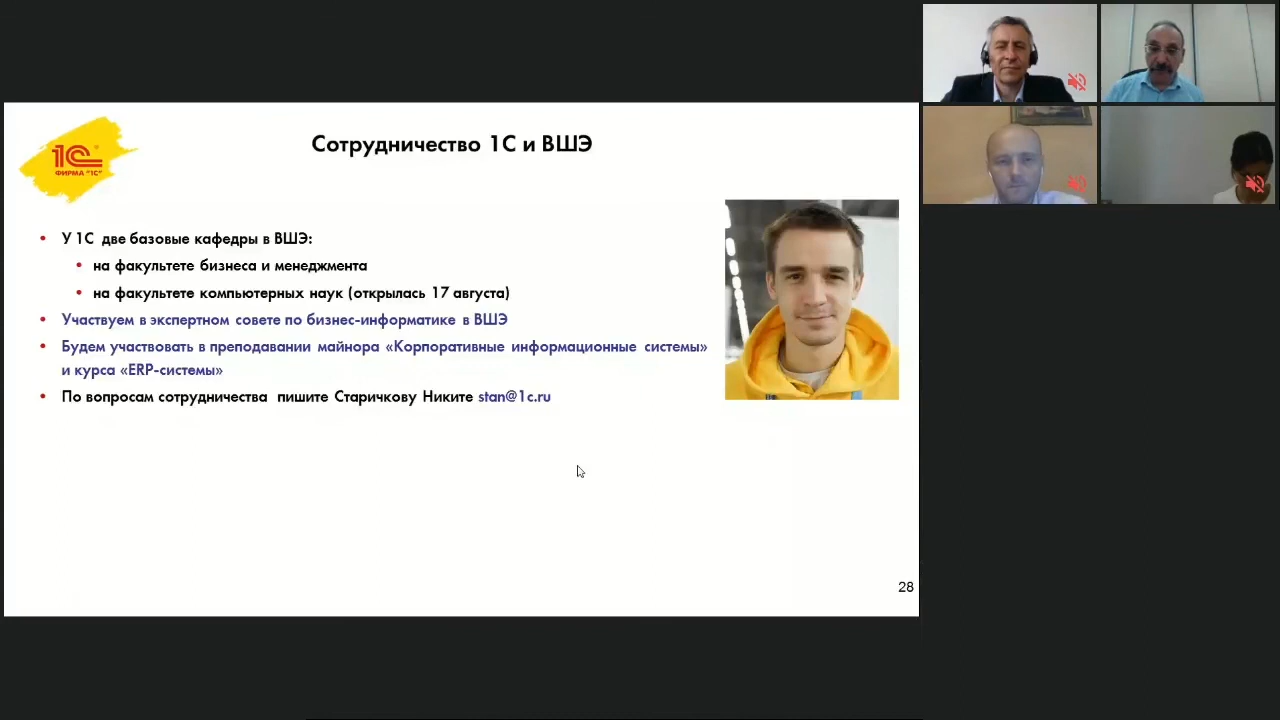 1С
ФИРМА "1С"
Сотрудничество 1С и ВШЭ
• У 1С две базовые кафедры в ВШЭ:
• на факультете бизнеса и менеджмента
• на факультете компьютерных наук (открылась 17 августа)
• Участвуем в экспертном совете по бизнес-информатике в ВШЭ
• Будем участвовать в преподавании майнора «Корпоративные информационные системы»
и курса «ERP-системы»
• По вопросам сотрудничества пишите Старичкову Никите stan@1c.ru
28